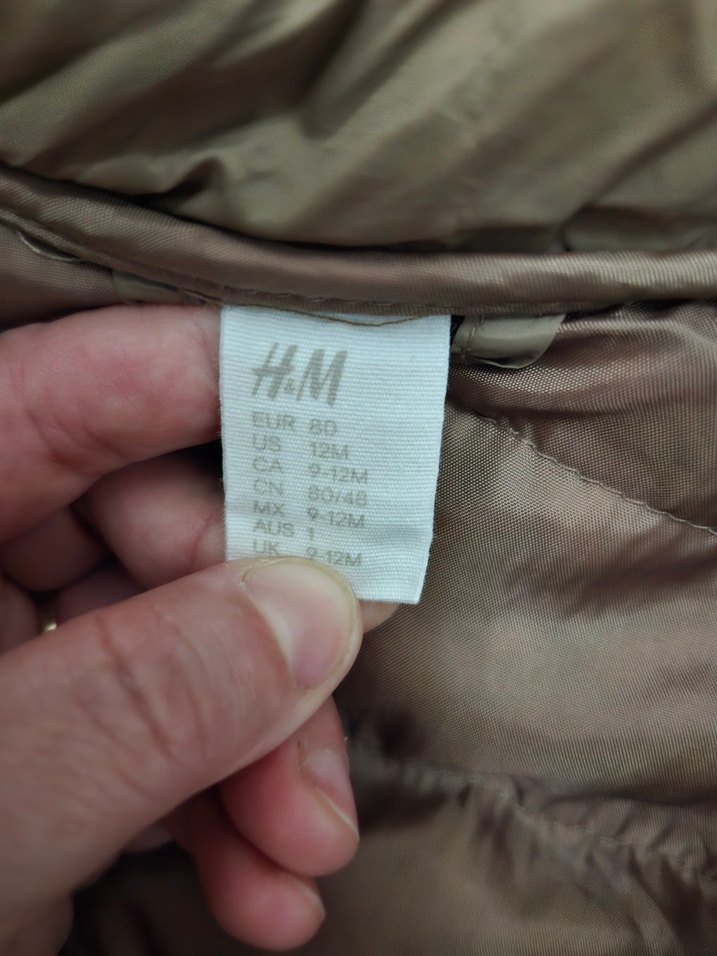 H&M
EUR 80
US 12M
CA 9-12M
CN 80/48
MX 9-12M
AUS 1
UK 9-12M